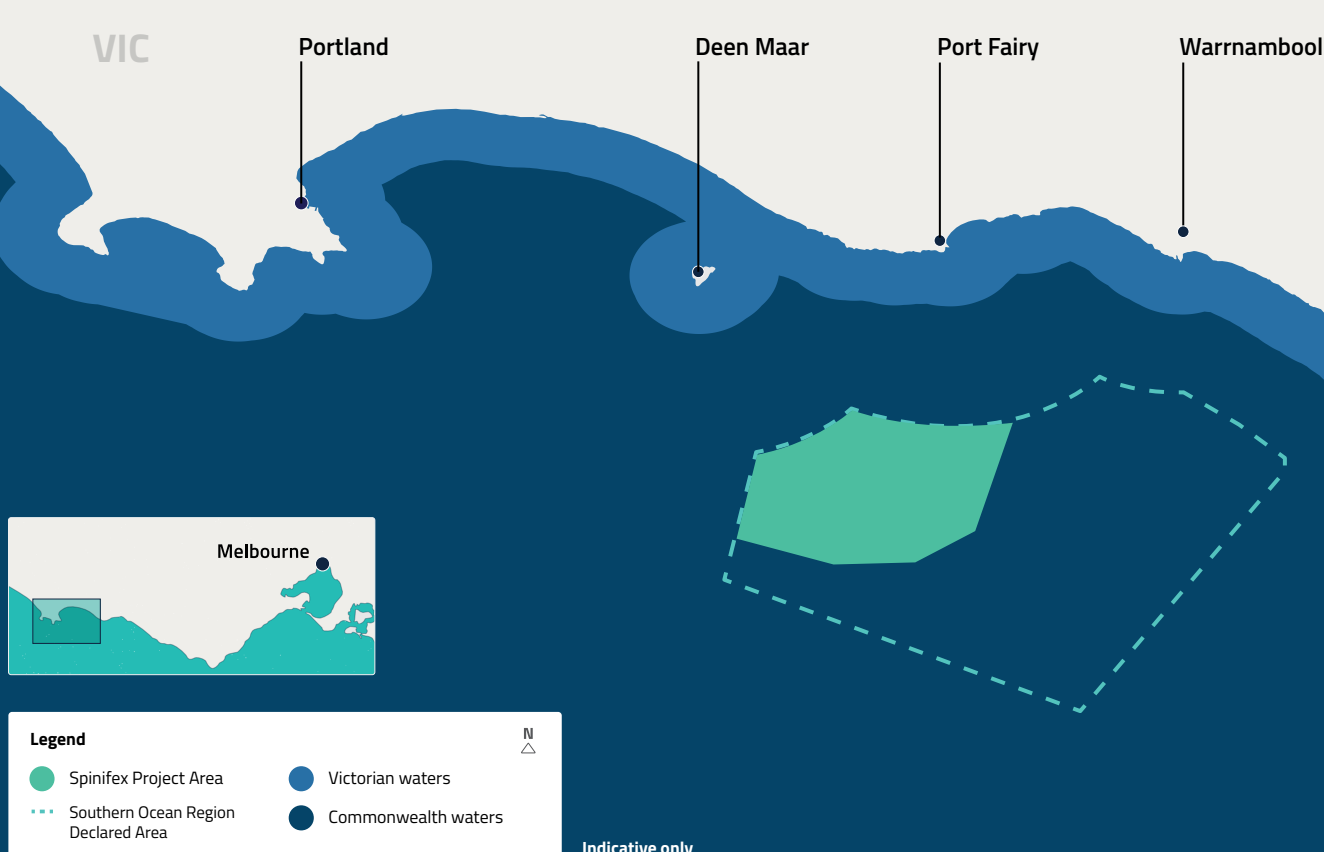 VIC
Portland
Deen Maar
Port Fairy
Warrnambool
Melbourne
Legend
N
Spinifex Project Area
Southern Ocean Region
Declared Area
Victorian waters
Commonwealth waters
Indicative only